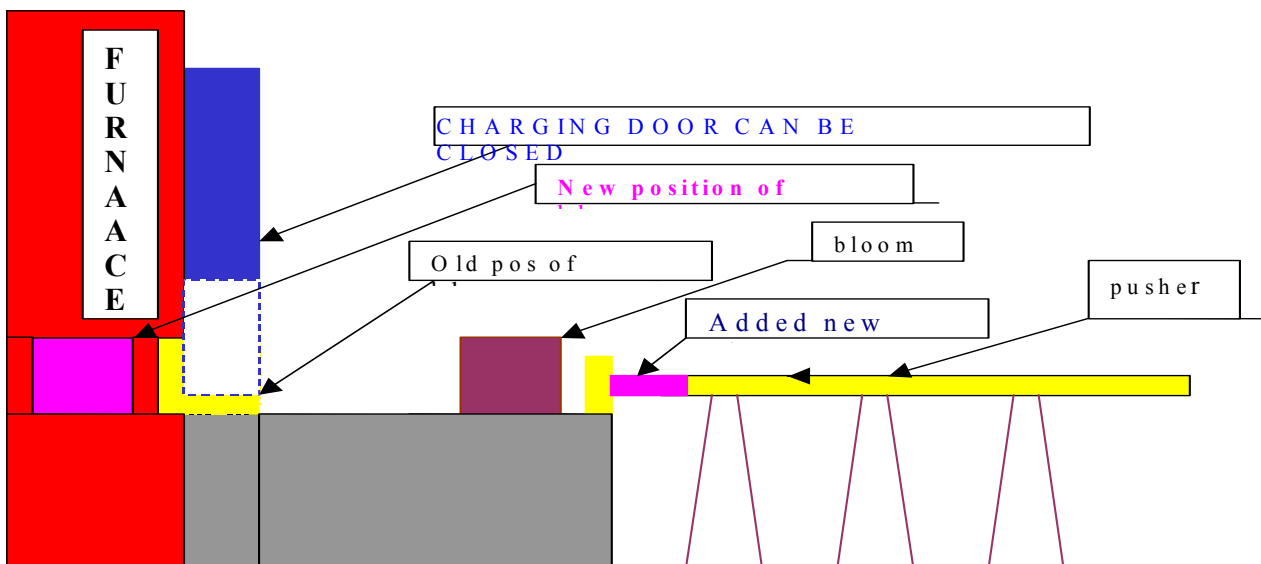 FURNAACE
CHARGING DOOR CAN BE
CLOSED
New position of
Old pos of
bloom
pusher
Added new